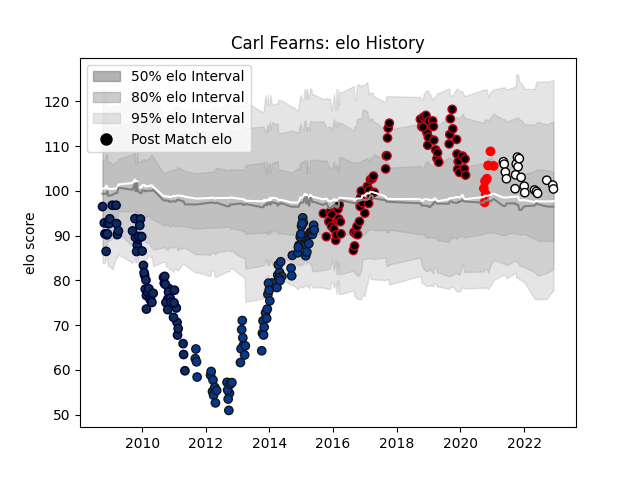 Carl Fearns: elo History
50% elo Interval
80% elo Interval
95% elo Interval
Post Match elo
elo score
120
110
100
90
80
70
60
50
2010
2012
2014
2016
2018
2020
2022